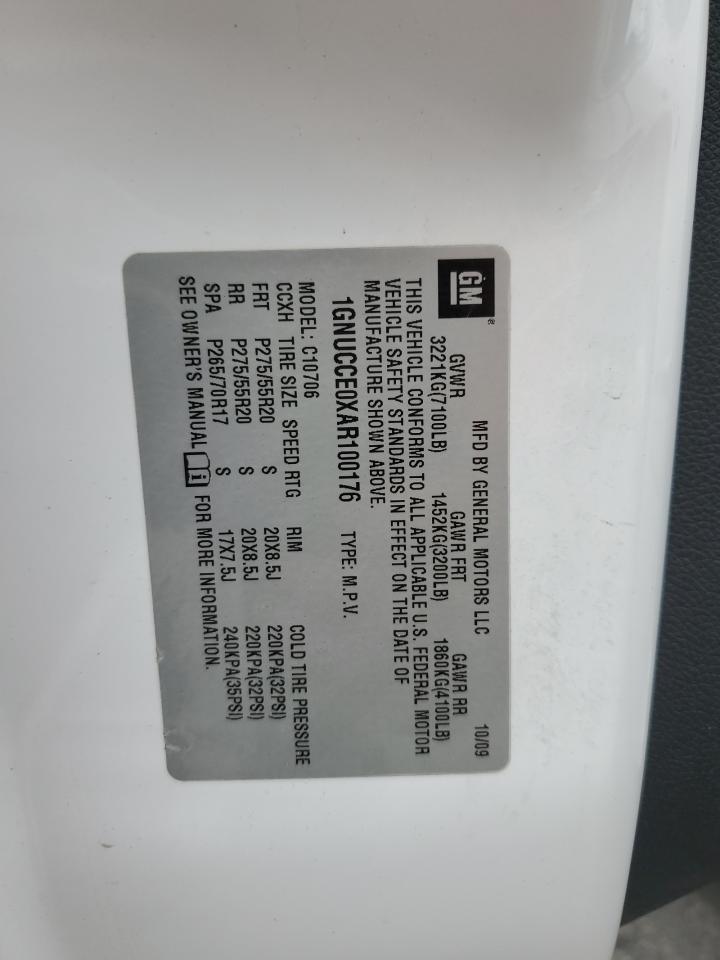 GM®
MFD BY GENERAL MOTORS LLC 10/09
GVWR GAWR FRT GAWR RR
3221KG(7100LB) 1452KG(3200LB) 1860KG(4100LB)
THIS VEHICLE CONFORMS TO ALL APPLICABLE U.S. FEDERAL MOTOR
VEHICLE SAFETY STANDARDS IN EFFECT ON THE DATE OF
MANUFACTURE SHOWN ABOVE.
1GNUCCE0XAR100176 TYPE: M.P.V.
MODEL: C10706
CCXH TIRE SIZE SPEED RTG RIM COLD TIRE PRESSURE
FRT P275/55R20 S 20X8.5J 220KPA(32PSI)
RR P275/55R20 S 20X8.5J 220KPA(32PSI)
SPA P265/70R17 S 17X7.5J 240KPA(35PSI)
SEE OWNER'S MANUAL i FOR MORE INFORMATION.